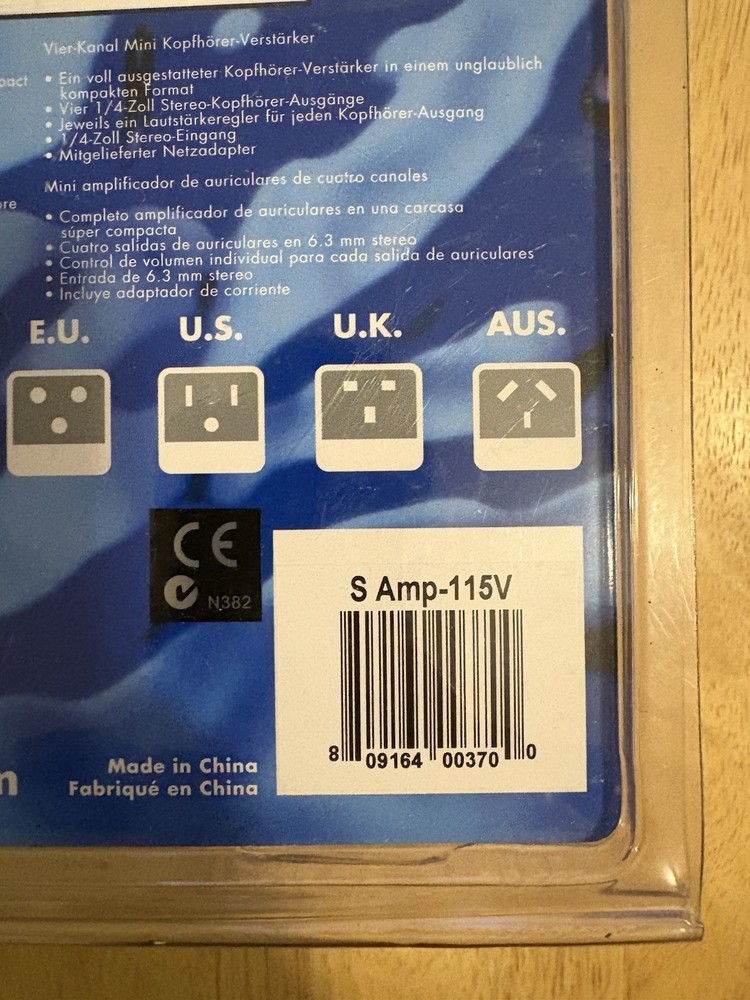 Vier-Kanal Mini Kopfhörer-Verstärker
pact
• Ein voll ausgestatteter Kopfhörer-Verstärker in einem unglaublich
kompakten Format
• Vier 1/4-Zoll Stereo-Kopfhörer-Ausgänge
• Jeweils ein Lautstärkeregler für jeden Kopfhörer-Ausgang
• 1/4-Zoll Stereo-Eingang
• Mitgelieferter Netzadapter
Mini amplificador de auriculares de cuatro canales
re
• Completo amplificador de auriculares en una carcasa
súper compacta
• Cuatro salidas de auriculares en 6.3 mm stereo
• Control de volumen individual para cada salida de auriculares
• Entrada de 6.3 mm stereo
• Incluye adaptador de corriente
E.U. U.S. U.K. AUS.
CE
N382
S Amp-115V
8 09164 00370 0
Made in China
Fabriqué en China